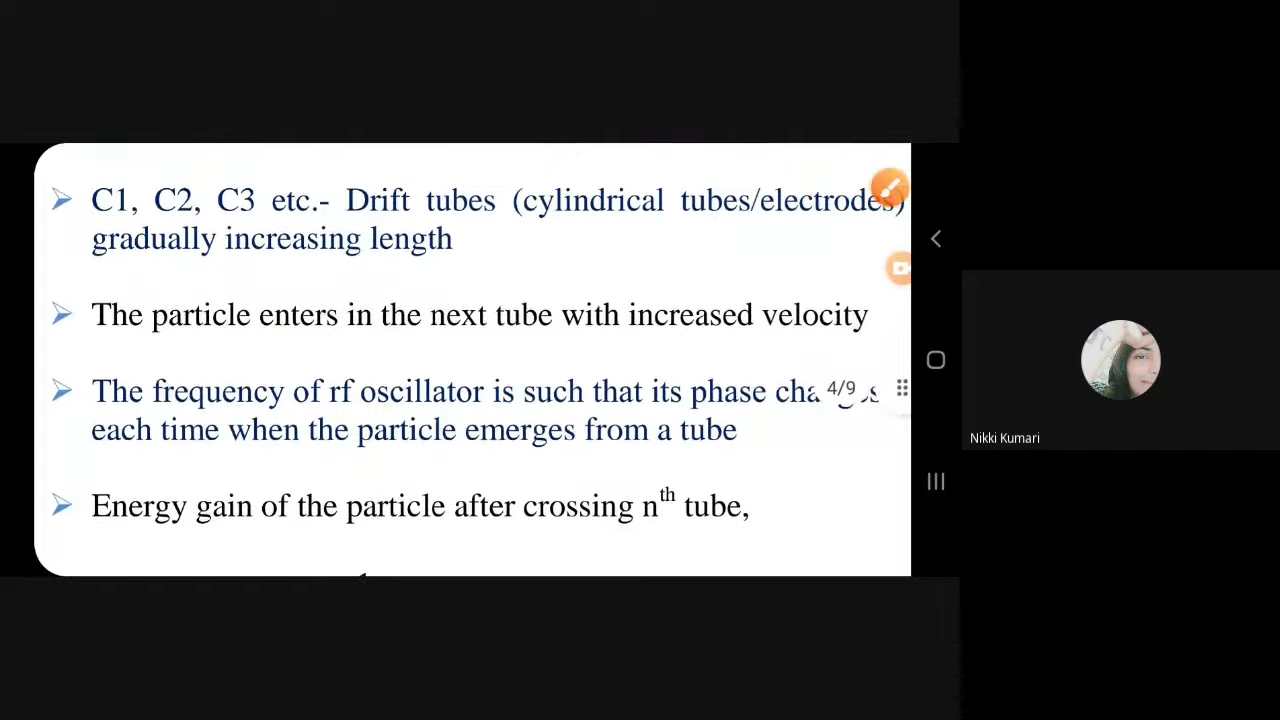 C1, C2, C3 etc.- Drift tubes (cylindrical tubes/electrodes)
gradually increasing length
The particle enters in the next tube with increased velocity
The frequency of rf oscillator is such that its phase
4/9
each time when the particle emerges from a tube
Energy gain of the particle after crossing nth tube,
Nikki Kumari